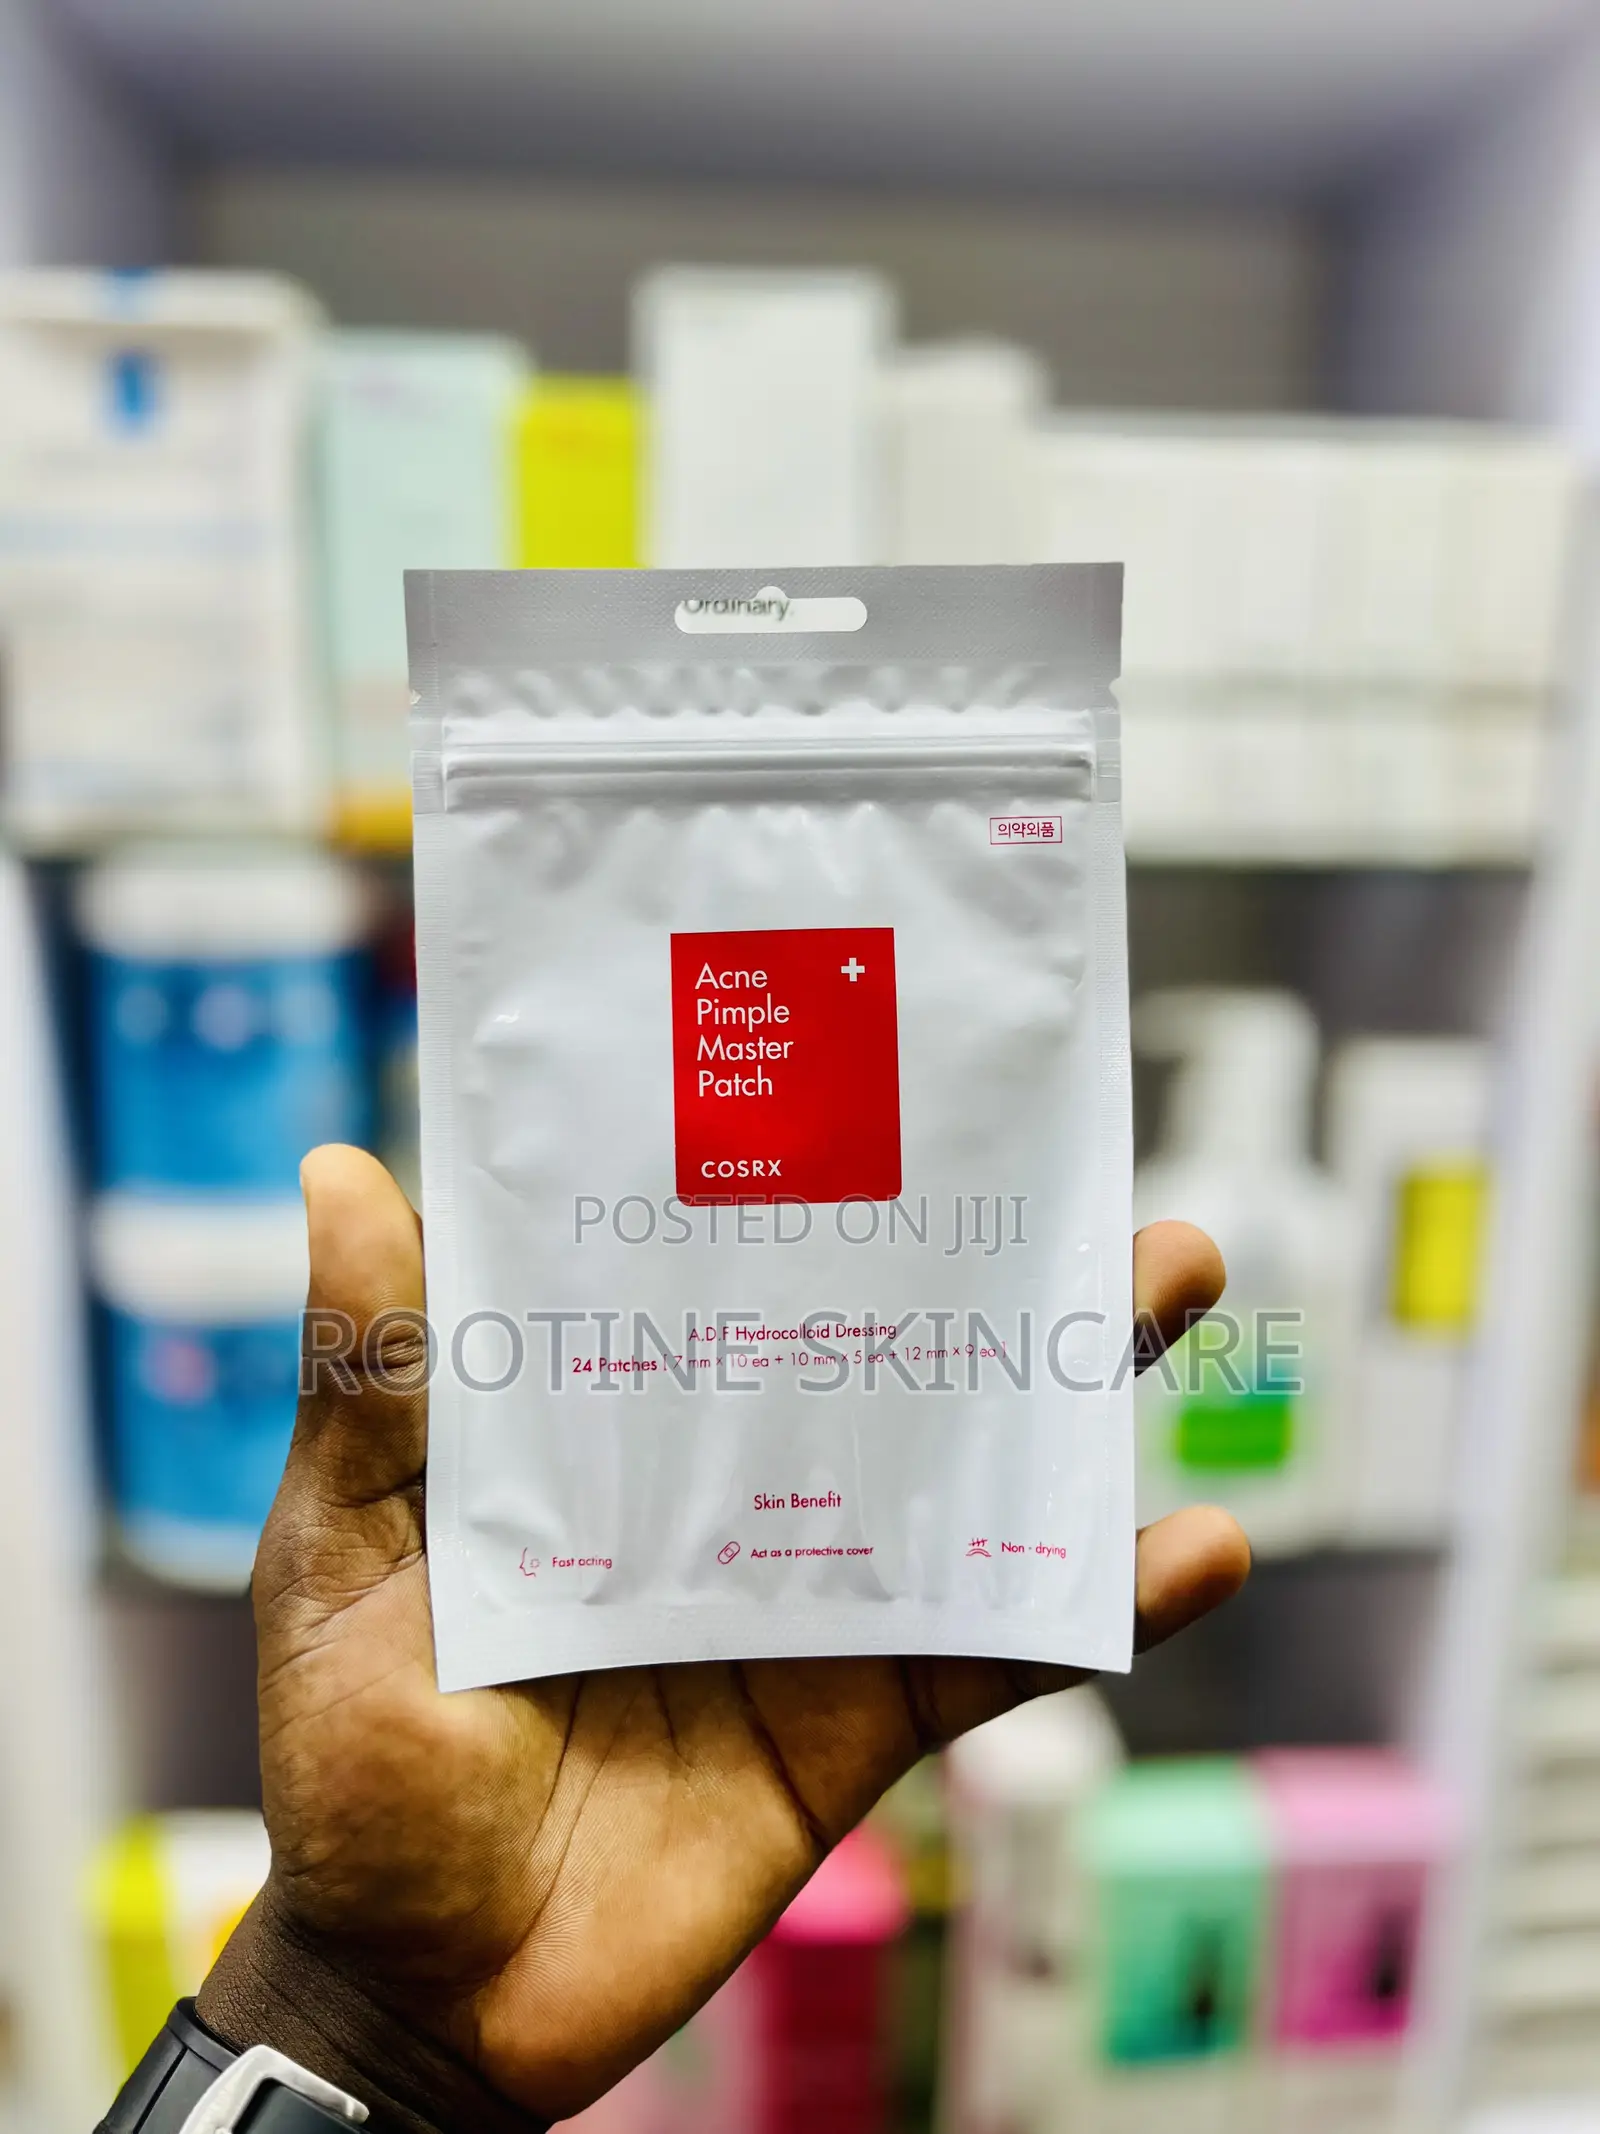 Ordinary.
의약외품
Acne
Pimple
Master
Patch
COSRX
POSTED ON JIJI
ROOTINE SKINCARE
A.D.F Hydrocolloid Dressing
24 Patches [ 7 mm × 10 ea + 10 mm × 5 ea + 12 mm × 9 ea ]
Skin Benefit
Fast acting
Act as a protective cover
Non - drying